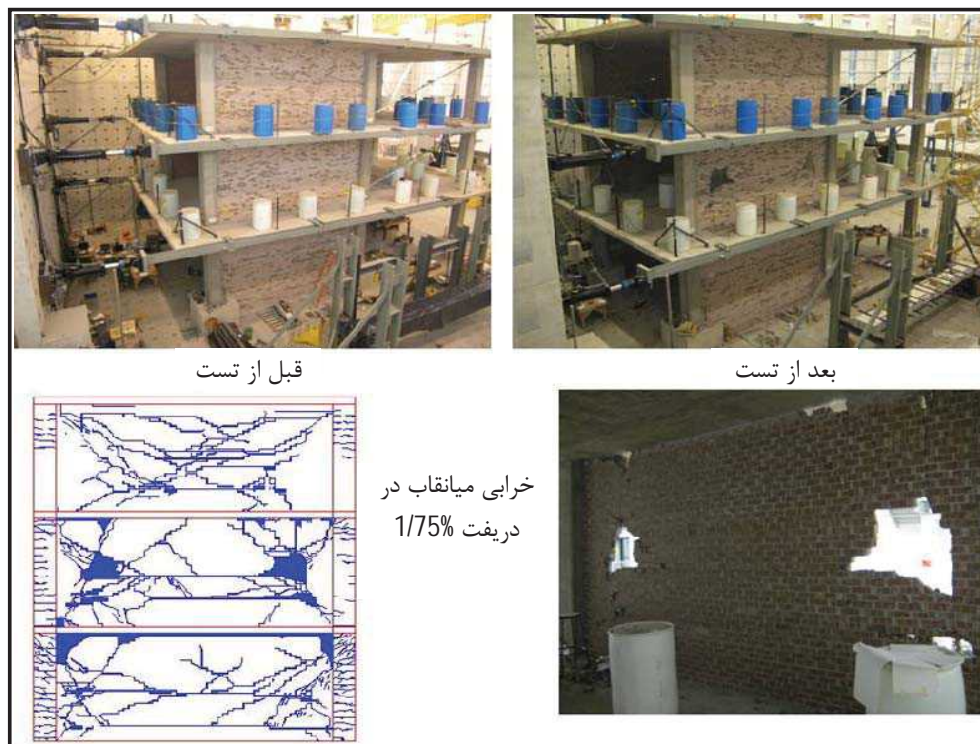 قبل از تست
بعد از تست
خرابی میانقاب در
دریفت 1/75%